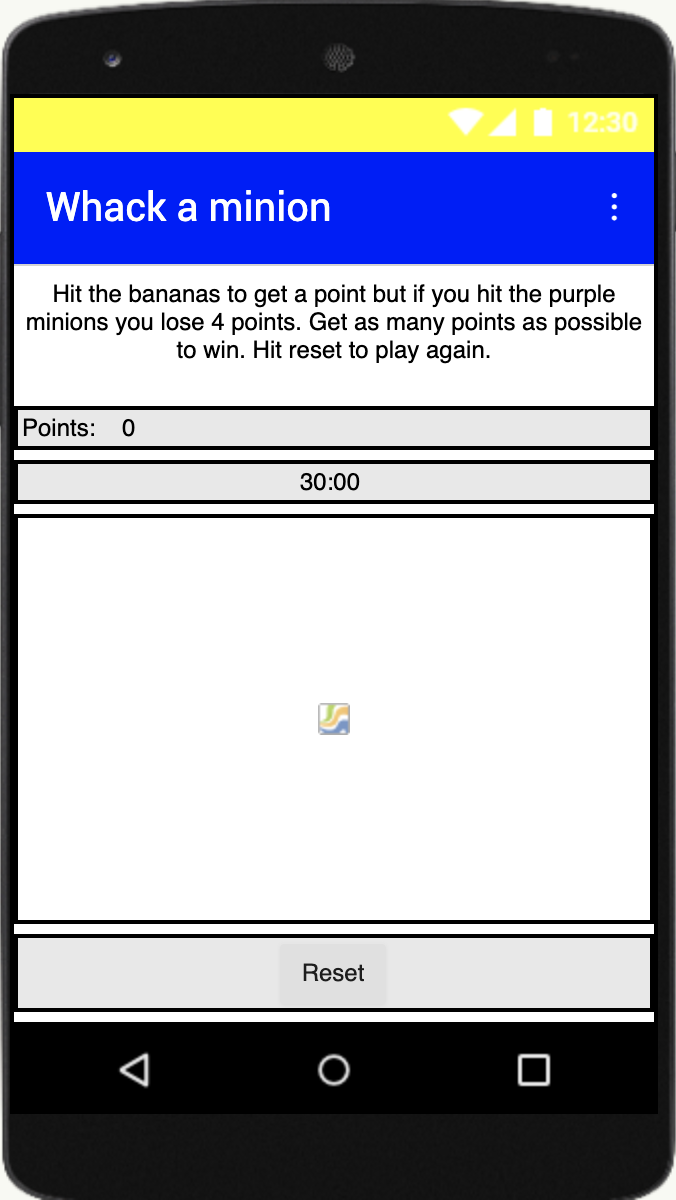 12:30
Whack a minion
Hit the bananas to get a point but if you hit the purple
minions you lose 4 points. Get as many points as possible
to win. Hit reset to play again.
Points: 0
30:00
Reset